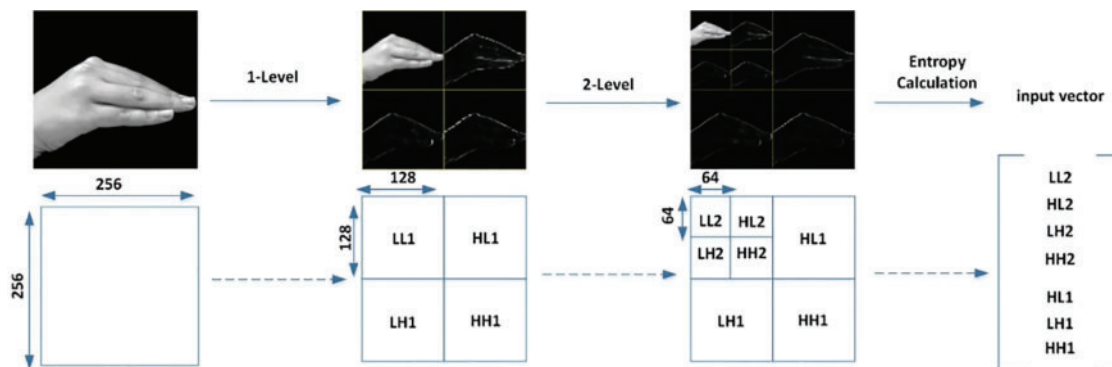 1-Level
2-Level
Entropy
Calculation
input vector
256
256
128
128
LL1
HL1
LH1
HH1
64
64
LL2
HL2
LH2
HH2
HL1
LH1
HH1
LL2
HL2
LH2
HH2
HL1
LH1
HH1